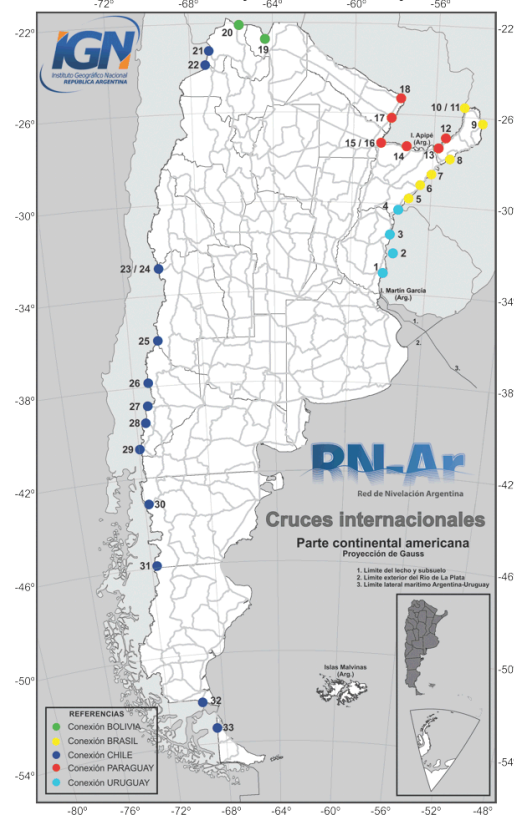 -72° -68° -64° -60° -56° -52° -48°
IGN
Instituto Geográfico Nacional
REPÚBLICA ARGENTINA
-22°
-26°
-30°
-34°
-38°
-42°
-46°
-50°
-54°
-22
-26
-30
-34
-38
-42
-46
-50
-54
20
19
21
22
18
17
10 / 11
9
I. Apipé
(Arg.)
12
15 / 16
14
13
8
7
6
5
4
3
2
1
I. Martín García
(Arg.)
23 / 24
1.
2.
3.
25
26
27
28
29
30
31
32
33
RN-Ar
Red de Nivelación Argentina
Cruces internacionales
Parte continental americana
Proyección de Gauss
1. Límite del lecho y subsuelo
2. Límite exterior del Río de La Plata
3. Límite lateral marítimo Argentina-Uruguay
Islas Malvinas
(Arg.)
REFERENCIAS
Conexión BOLIVIA
Conexión BRASIL
Conexión CHILE
Conexión PARAGUAY
Conexión URUGUAY
-80° -76° -72° -68° -64° -60° -56° -52° -48°